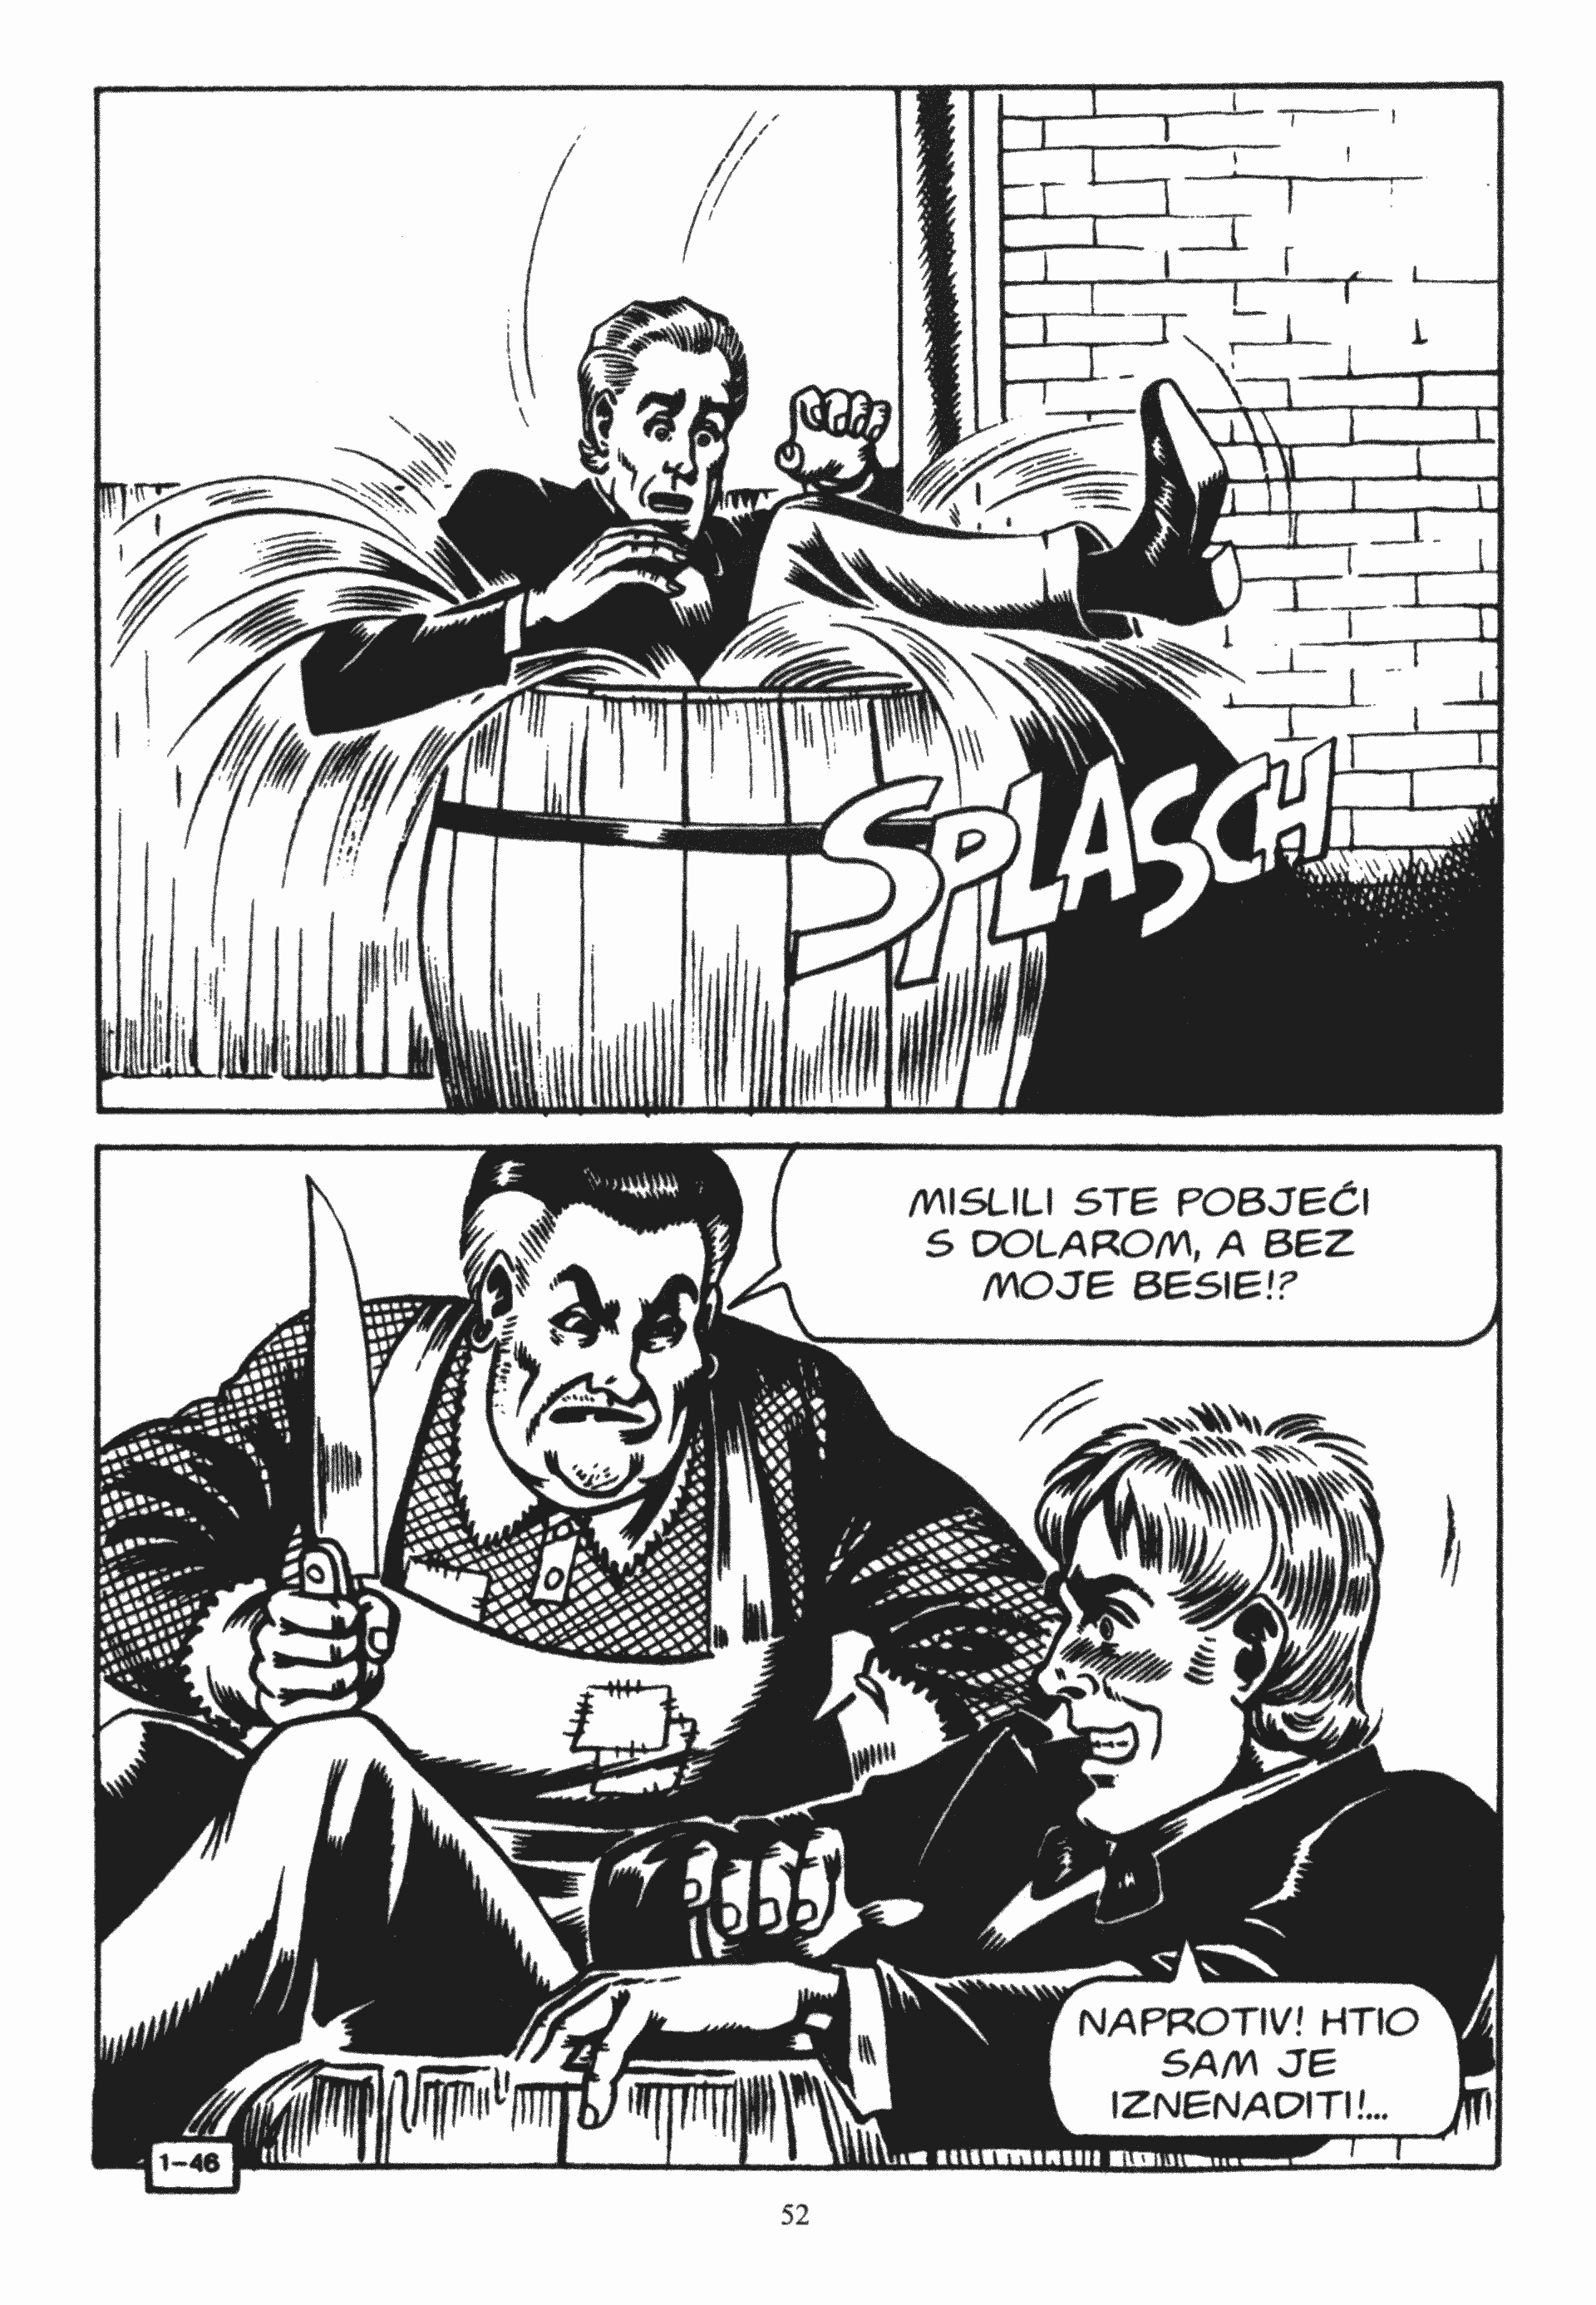 SPLASCH
MISLILI STE POBJEĆI
S DOLAROM, A BEZ
MOJE BESIE!?
NAPROTIV! HTIO
SAM JE
IZNENADITI!...
1-46
52